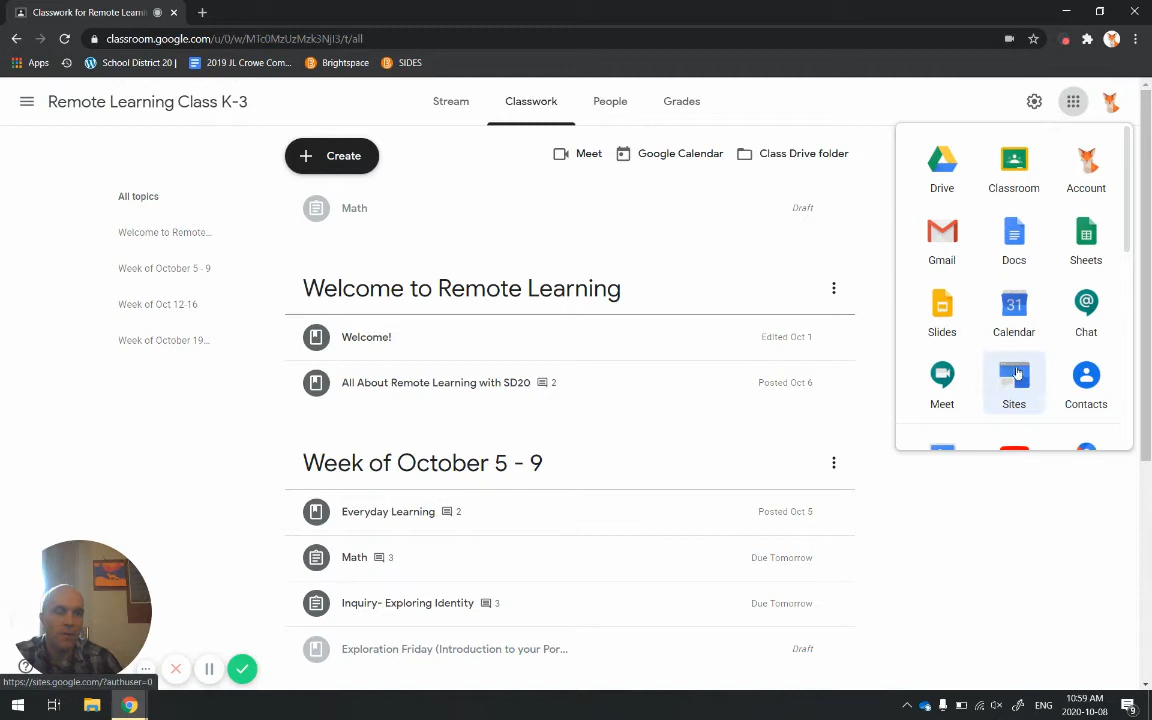 Classwork for Remote Learni
classroom.google.com/u/0/w/MTc0MzUzMzk3NjI3/t/all
Apps
School District 20 |
2019 JL Crowe Com...
Brightspace
SIDES
Remote Learning Class K-3
Stream
Classwork
People
Grades
Create
Meet
Google Calendar
Class Drive folder
All topics
Welcome to Remote...
Week of October 5 - 9
Week of Oct 12-16
Week of October 19...
Math
Draft
Welcome to Remote Learning
Welcome!
Edited Oct 1
All About Remote Learning with SD20
2
Posted Oct 6
Week of October 5 - 9
Everyday Learning
2
Posted Oct 5
Math
3
Due Tomorrow
Inquiry- Exploring Identity
3
Due Tomorrow
Exploration Friday (Introduction to your Por...
Draft
Drive
Classroom
Account
Gmail
Docs
Sheets
Slides
31
Calendar
Chat
Meet
Sites
Contacts
https://sites.google.com/?authuser=0
ENG
10:59 AM
2020-10-08
9